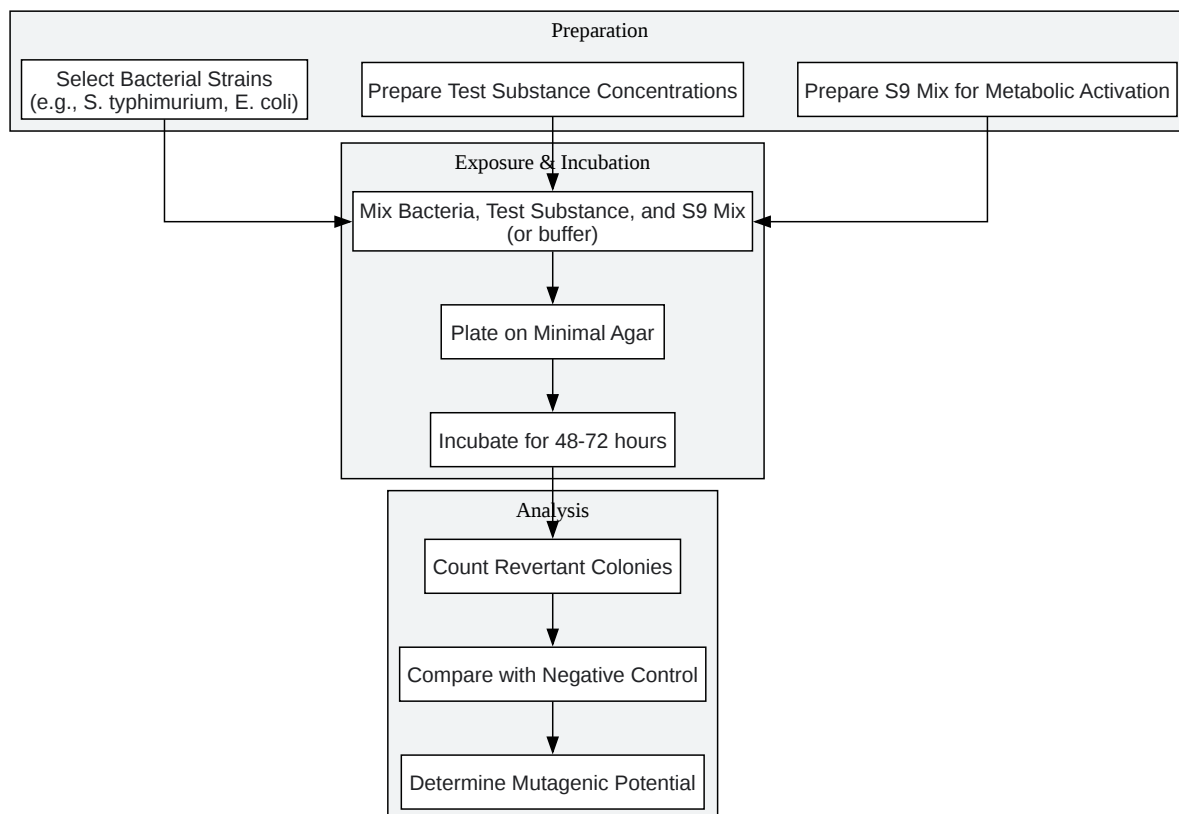 Preparation
Select Bacterial Strains
(e.g., S. typhimurium, E. coli)
Prepare Test Substance Concentrations
Prepare S9 Mix for Metabolic Activation
Exposure & Incubation
Mix Bacteria, Test Substance, and S9 Mix
(or buffer)
Plate on Minimal Agar
Incubate for 48-72 hours
Analysis
Count Revertant Colonies
Compare with Negative Control
Determine Mutagenic Potential